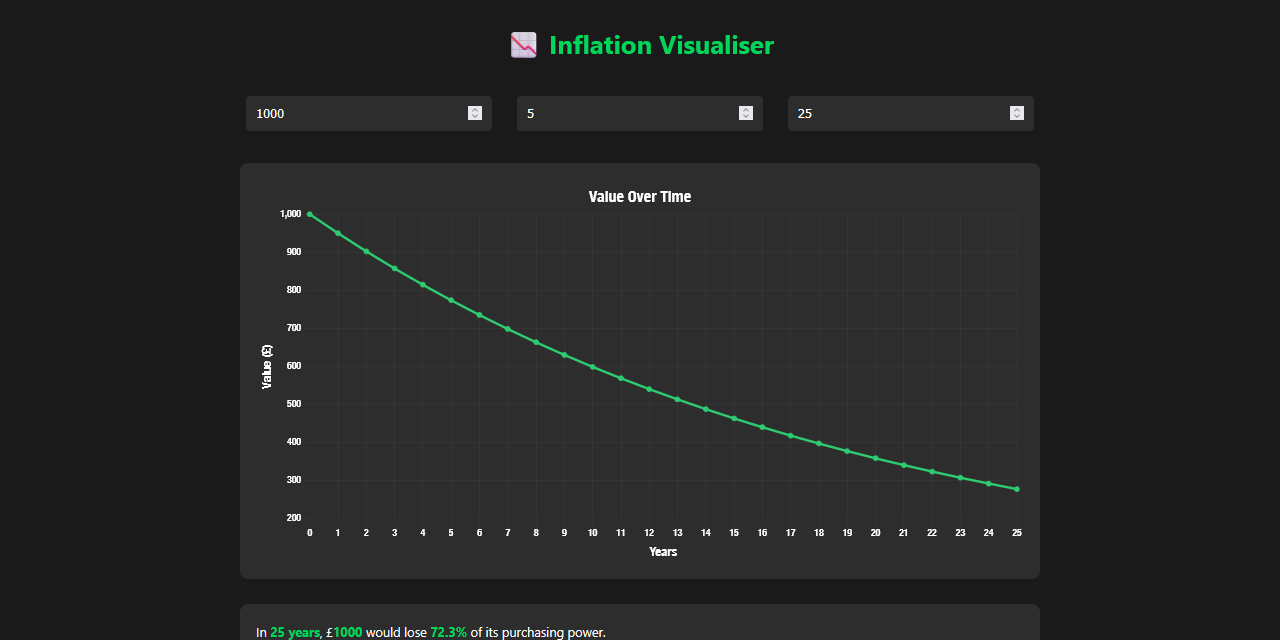 Inflation Visualiser
1000 5 25
Value Over Time
Value (£)
1,000
900
800
700
600
500
400
300
200
0 1 2 3 4 5 6 7 8 9 10 11 12 13 14 15 16 17 18 19 20 21 22 23 24 25
Years
In 25 years, £1000 would lose 72.3% of its purchasing power.